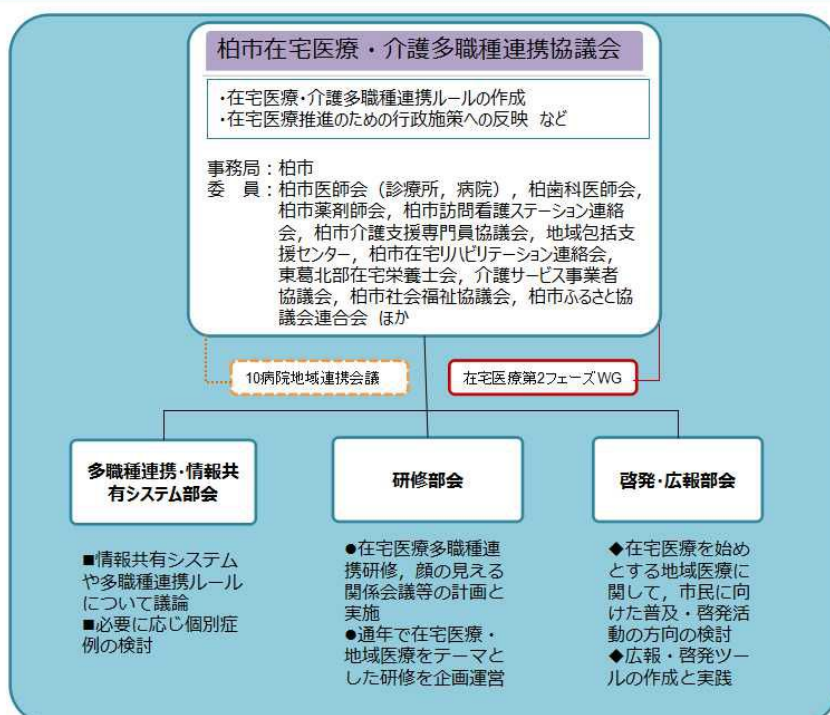 柏市在宅医療・介護多職種連携協議会
・在宅医療・介護多職種連携ルールの作成
・在宅医療推進のための行政施策への反映 など
事務局：柏市
委　員：柏市医師会（診療所，病院），柏歯科医師会，
柏市薬剤師会，柏市訪問看護ステーション連絡
会，柏市介護支援専門員協議会，地域包括支
援センター，柏市在宅リハビリテーション連絡会，
東葛北部在宅栄養士会，介護サービス事業者
協議会，柏市社会福祉協議会，柏市ふるさと協
議会連合会 ほか
10病院地域連携会議
在宅医療第2フェーズWG
多職種連携・情報共
有システム部会
■情報共有システム
や多職種連携ルール
について議論
■必要に応じ個別症
例の検討
研修部会
●在宅医療多職種連
携研修，顔の見える
関係会議等の計画と
実施
●通年で在宅医療・
地域医療をテーマと
した研修を企画運営
啓発・広報部会
◆在宅医療を始め
とする地域医療に
関して，市民に向
けた普及・啓発活
動の方向の検討
◆広報・啓発ツー
ルの作成と実践